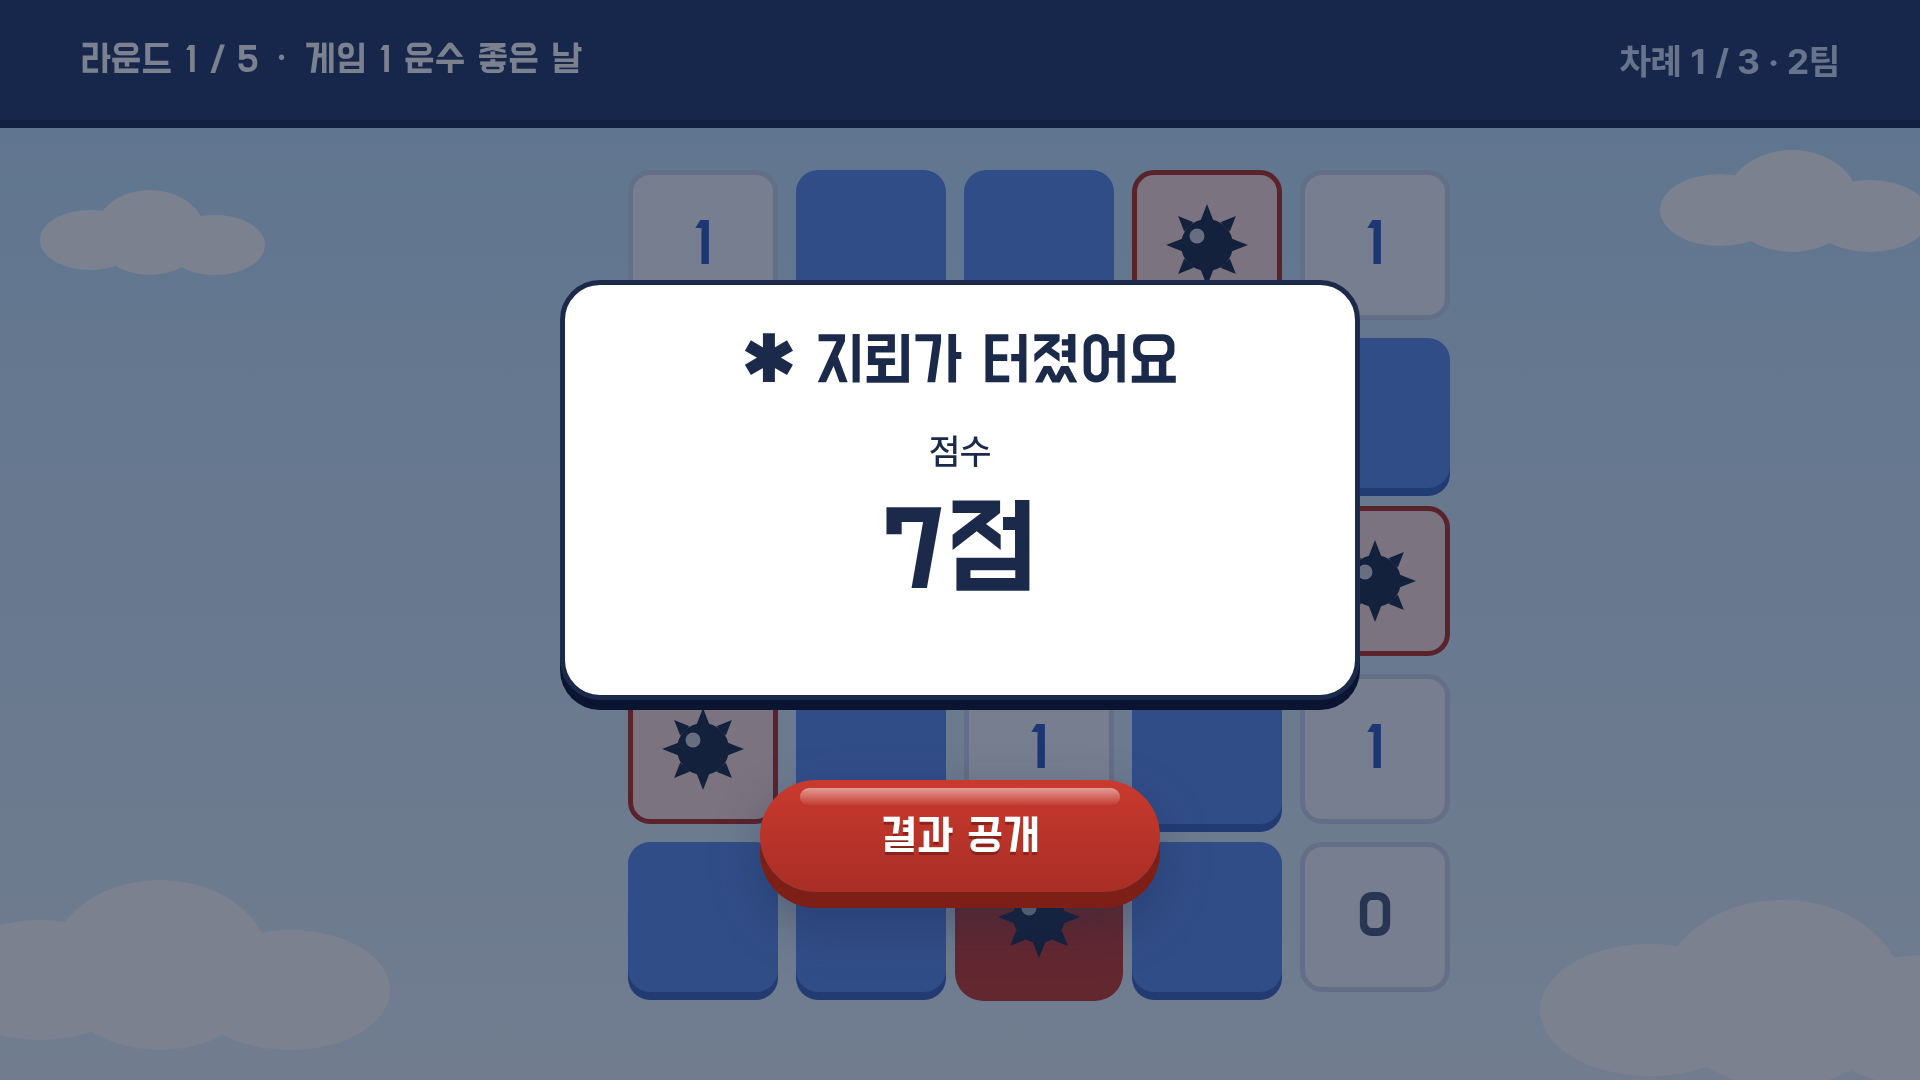 라운드 1 / 5 · 게임 1 운수 좋은 날
차례 1 / 3 · 2팀
1
1
✱ 지뢰가 터졌어요
점수
7점
1
1
결과 공개
0